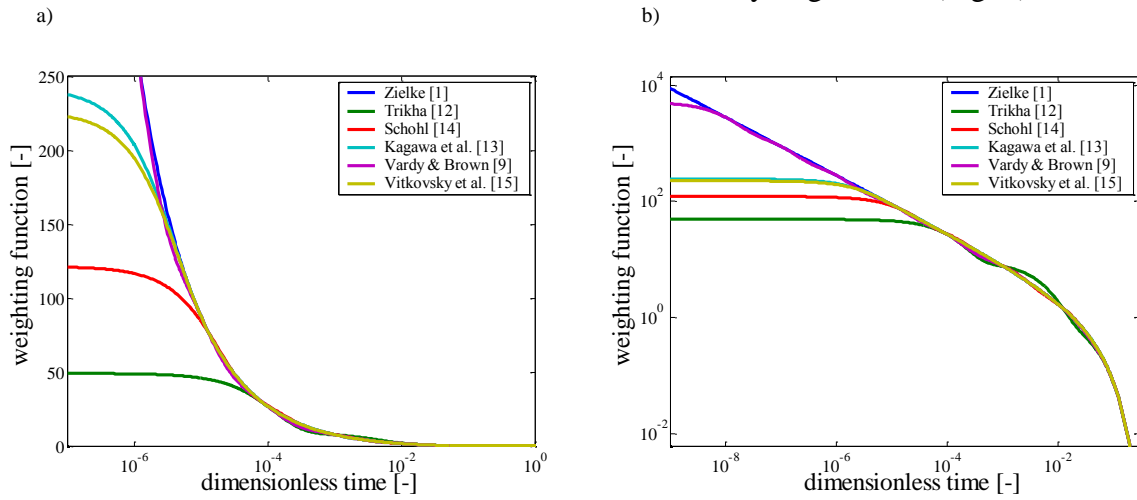 a)
b)
250
200
150
100
50
0
10^-6
10^-4
10^-2
10^0
weighting function [-]
dimensionless time [-]
Zielke [1]
Trikha [12]
Schohl [14]
Kagawa et al. [13]
Vardy & Brown [9]
Vitkovsky et al. [15]
10^4
10^2
10^0
10^-2
10^-8
10^-6
10^-4
10^-2
weighting function [-]
dimensionless time [-]
Zielke [1]
Trikha [12]
Schohl [14]
Kagawa et al. [13]
Vardy & Brown [9]
Vitkovsky et al. [15]